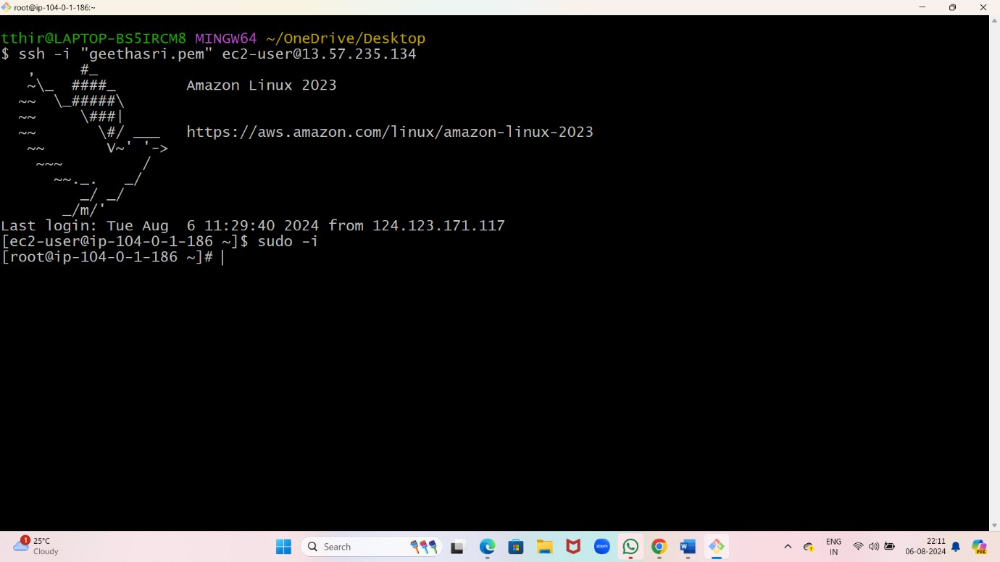 root@ip-104-0-1-186:~
tthir@LAPTOP-BS5IRCM8 MINGW64 ~/OneDrive/Desktop
$ ssh -i "geethasri.pem" ec2-user@13.57.235.134
   ,     #_
   ~\_  ####_        Amazon Linux 2023
  ~~  \_#####\
  ~~     \###|
  ~~       \#/ ___   https://aws.amazon.com/linux/amazon-linux-2023
   ~~       V~' '->
    ~~~         /
      ~~._.   _/
         _/ _/
       _/m/'
Last login: Tue Aug  6 11:29:40 2024 from 124.123.171.117
[ec2-user@ip-104-0-1-186 ~]$ sudo -i
[root@ip-104-0-1-186 ~]#
1
25°C
Cloudy
Search
zoom
ENG
IN
22:11
06-08-2024
PRE